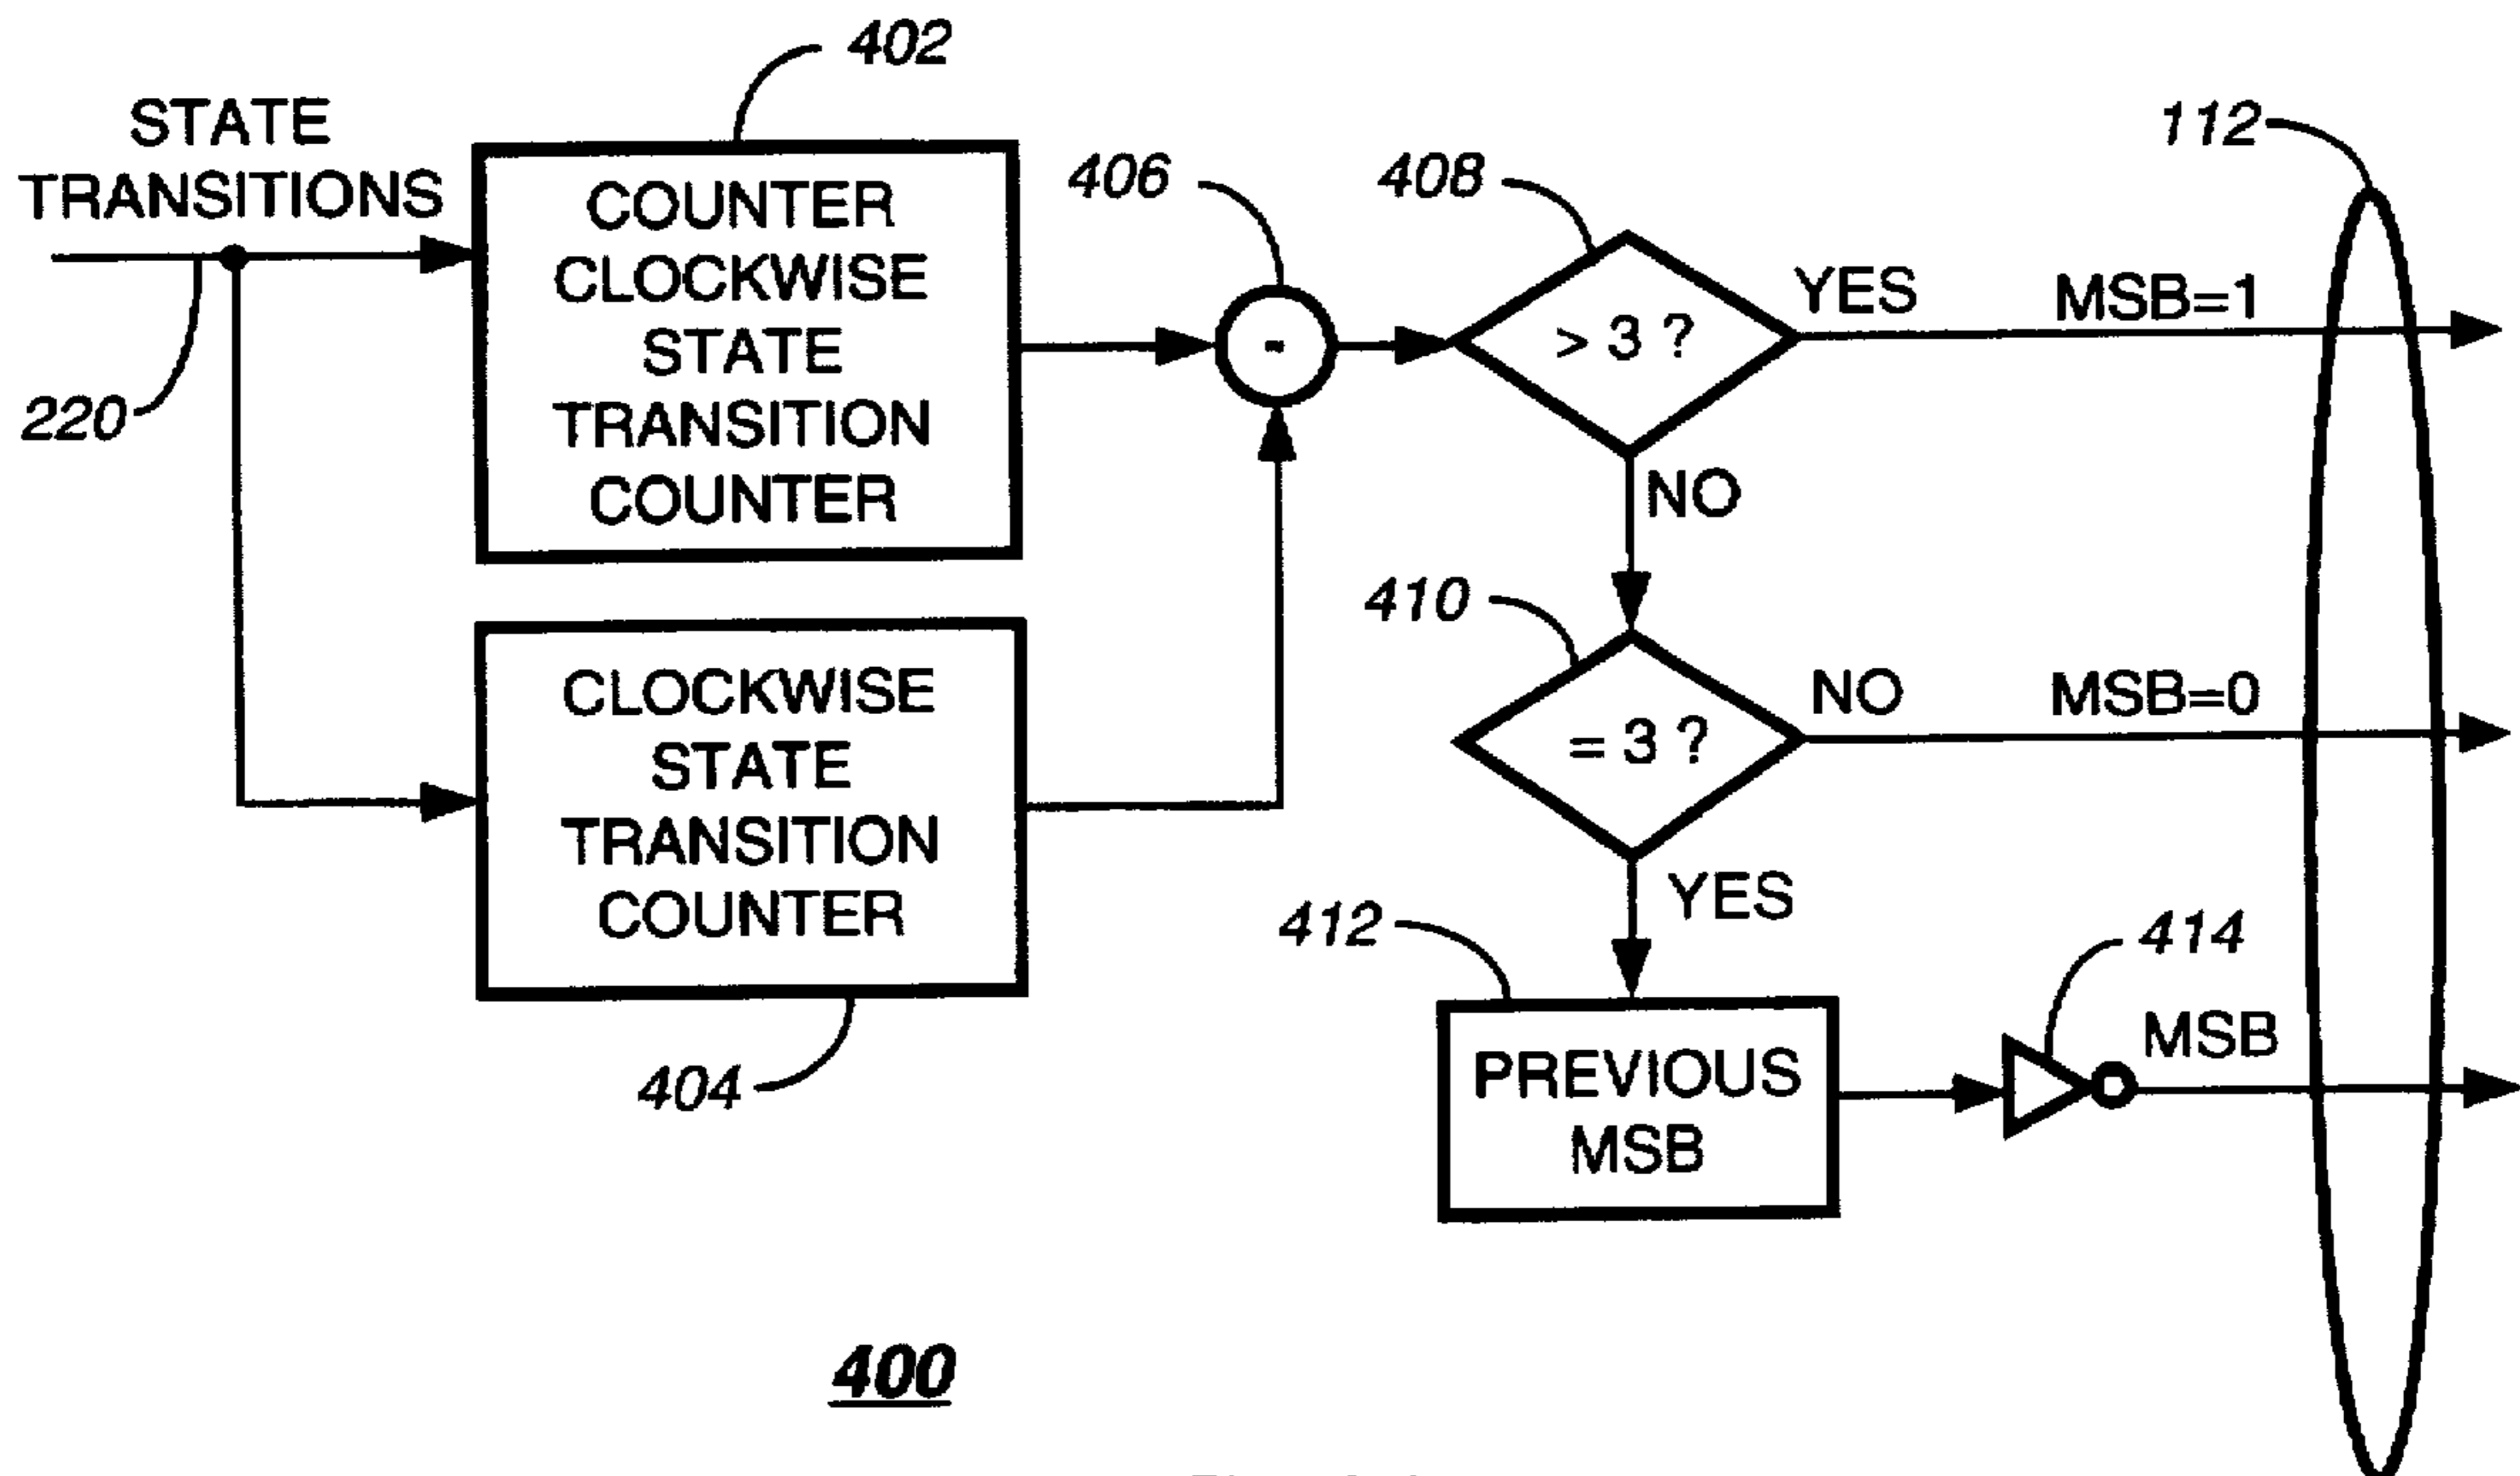 402
STATE
TRANSITIONS
220
COUNTER
CLOCKWISE
STATE
TRANSITION
COUNTER
406
-
408
> 3 ?
YES
MSB=1
112
NO
410
= 3 ?
NO
MSB=0
CLOCKWISE
STATE
TRANSITION
COUNTER
404
YES
412
PREVIOUS
MSB
414
MSB
400